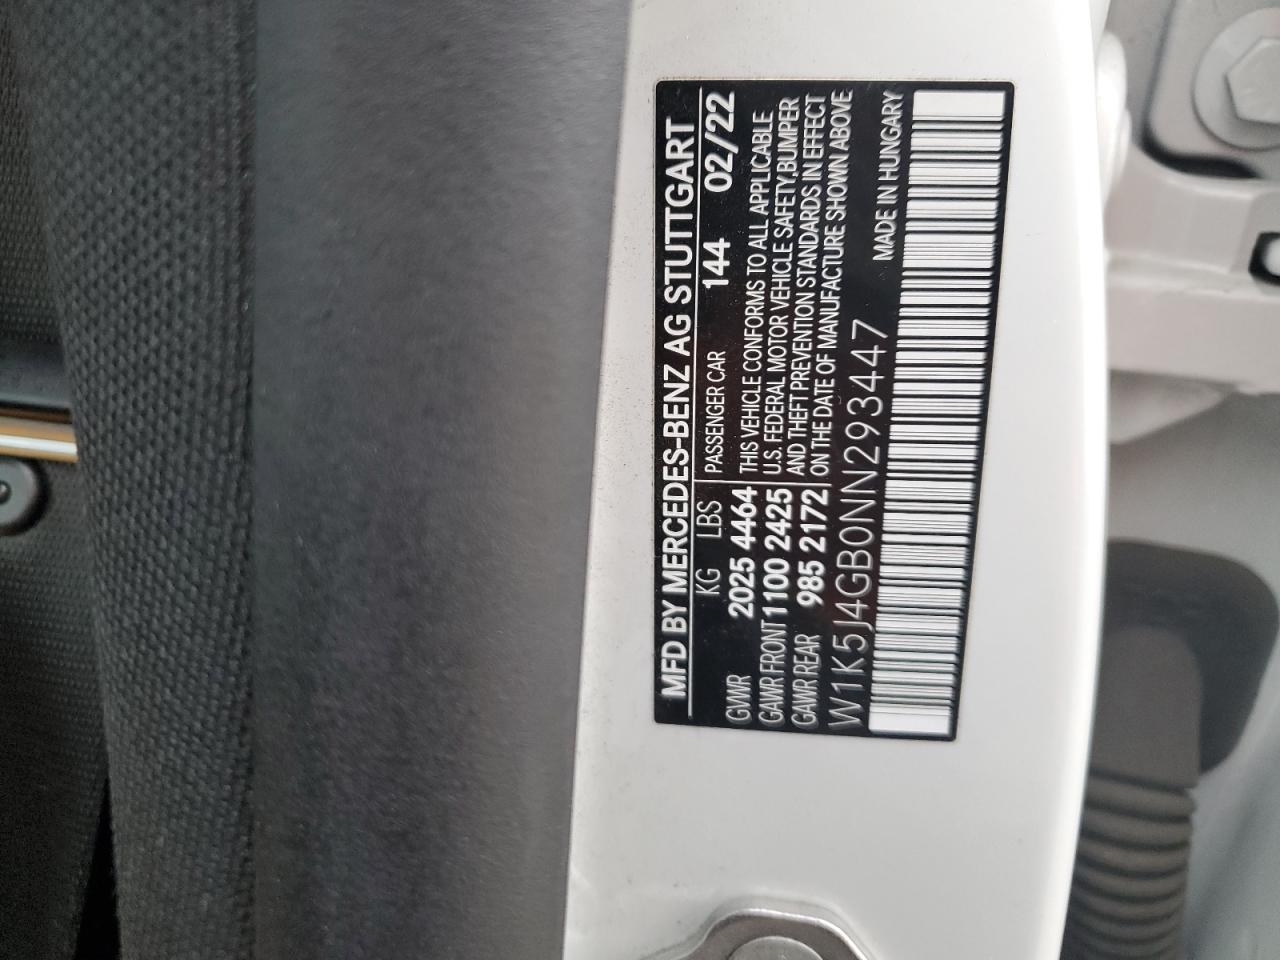 MFD BY MERCEDES-BENZ AG STUTTGART
KG LBS PASSENGER CAR 144 02/22
GVWR 2025 4464 THIS VEHICLE CONFORMS TO ALL APPLICABLE
GAWR FRONT 1100 2425 U.S. FEDERAL MOTOR VEHICLE SAFETY,BUMPER
GAWR REAR 985 2172 AND THEFT PREVENTION STANDARDS IN EFFECT
ON THE DATE OF MANUFACTURE SHOWN ABOVE
W1K5J4GB0NN293447 MADE IN HUNGARY